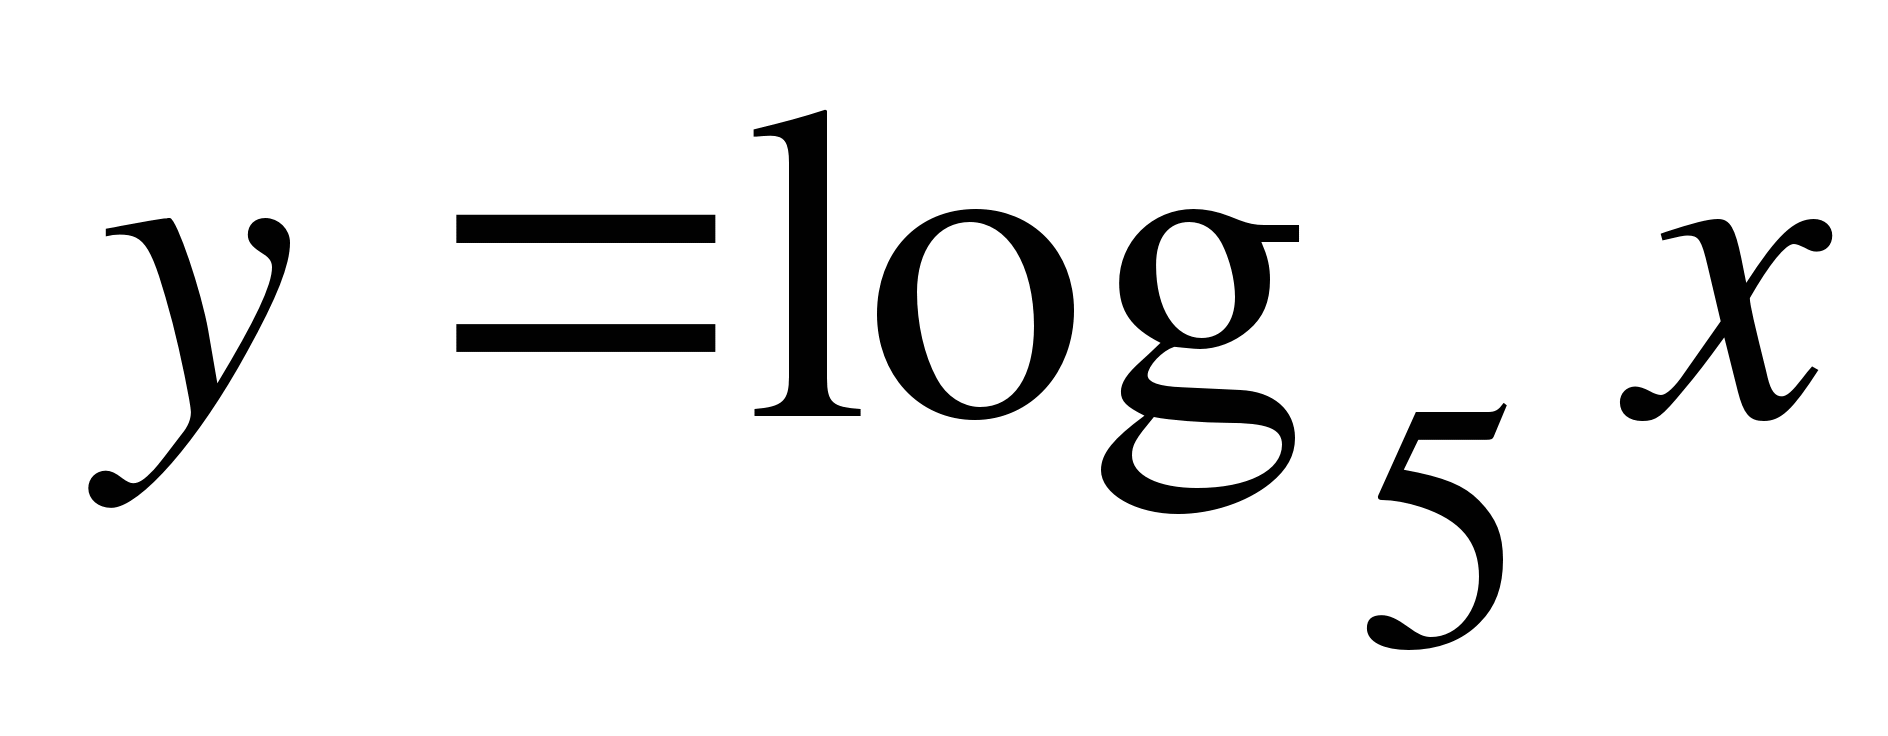 y = log₅ x